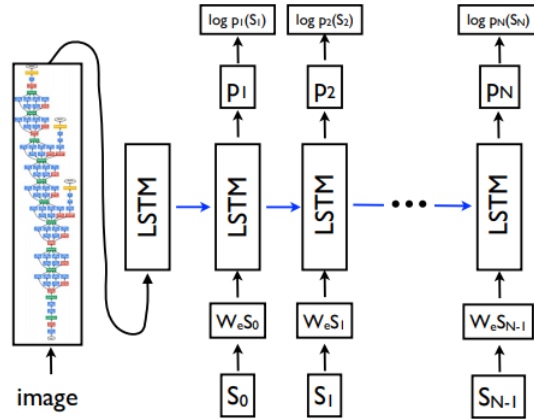 log p₁(S₁) log p₂(S₂) log pN(SN)
p₁ p₂ pN
LSTM LSTM LSTM LSTM
WeS₀ WeS₁ WeSN-1
image S₀ S₁ SN-1